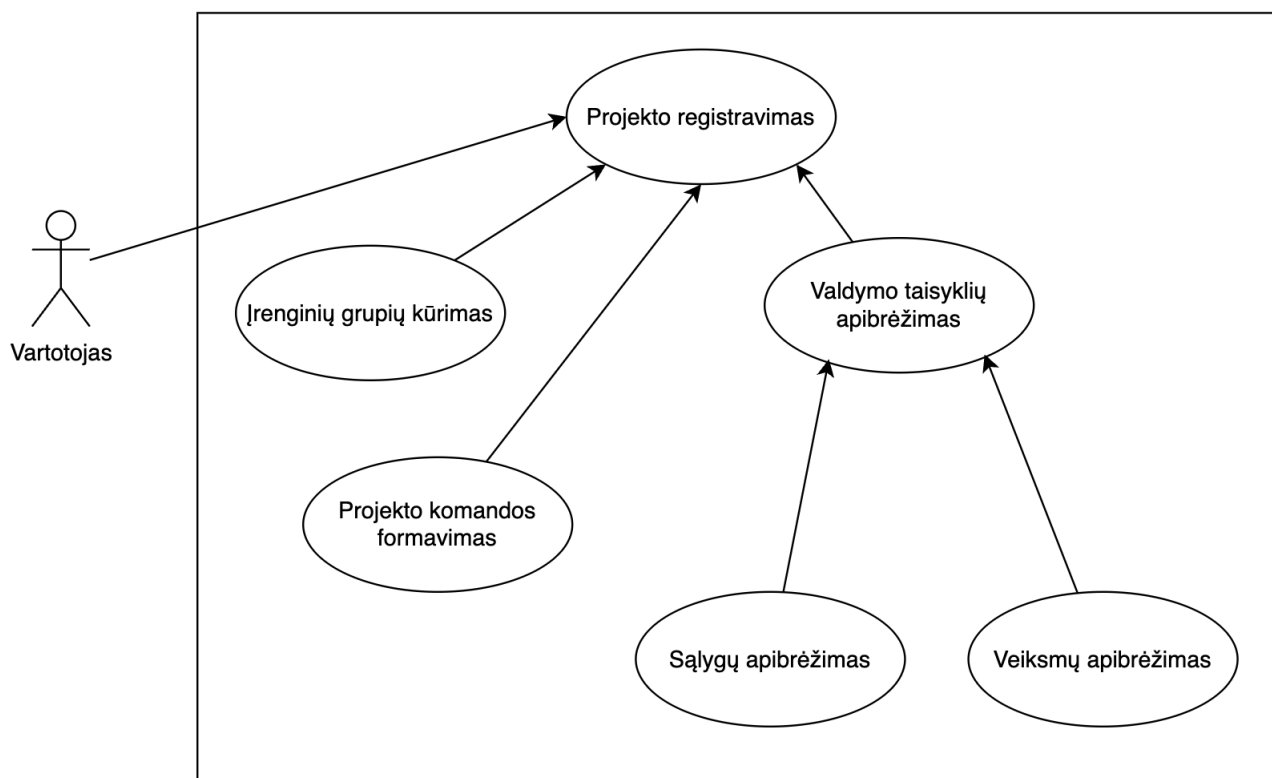 Projekto registravimas
Vartotojas
Įrenginių grupių kūrimas
Valdymo taisyklių
apibrėžimas
Projekto komandos
formavimas
Sąlygų apibrėžimas
Veiksmų apibrėžimas